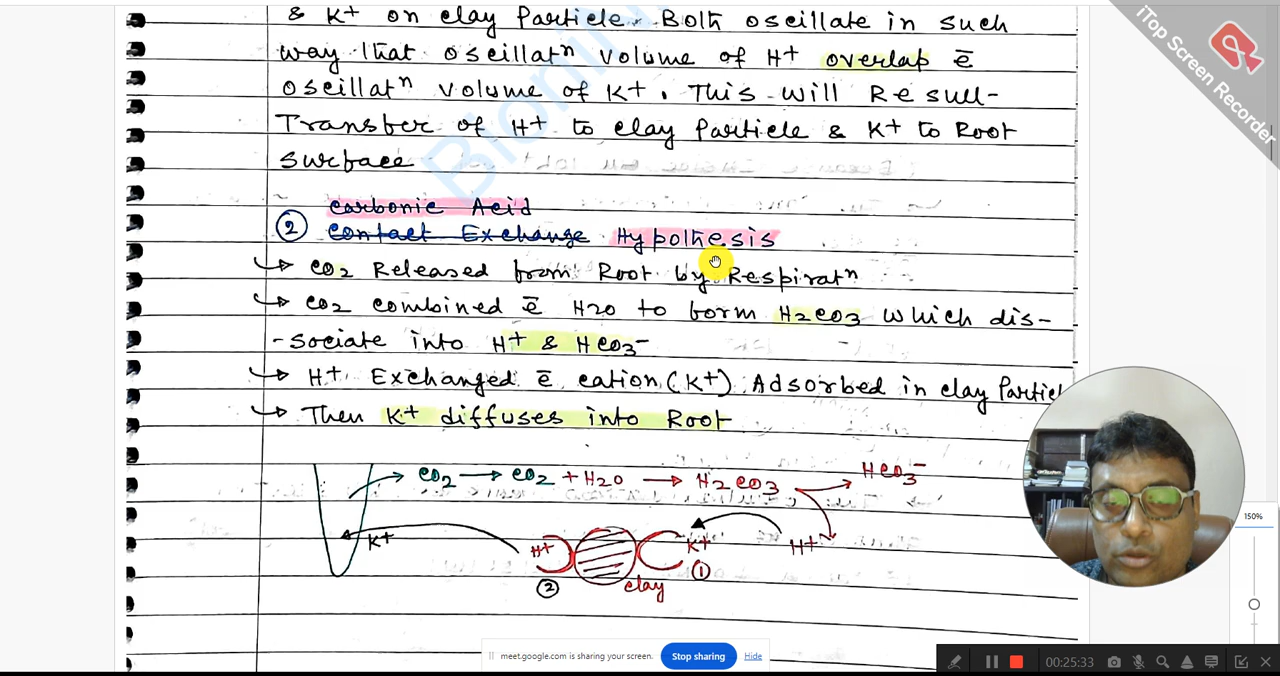 & K+ on clay Particle. Both oscillate in such
way that oscillatⁿ volume of H+ overlap c̄
oscillatⁿ volume of K+. This will Result
Transfer of H+ to clay Particle & K+ to Root
surface
carbonic Acid
② contact Exchange Hypothesis
↳ CO2 Released from Root by Respiratⁿ
↳ CO2 combined c̄ H2O to form H2CO3 which dis-
-sociate into H+ & HCO3-
↳ H+ Exchanged c̄ cation (K+) Adsorbed in clay Particl
↳ Then K+ diffuses into Root
CO2 → CO2 + H2O → H2CO3 HCO3-
K+ H+ K+ H+
② clay ①
iTop Screen Recorder
150%
meet.google.com is sharing your screen. Stop sharing Hide
00:25:33